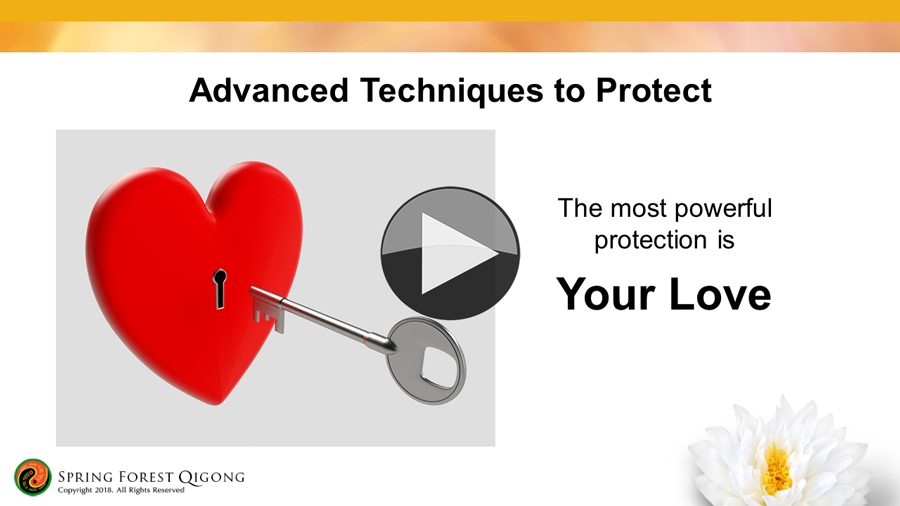 Advanced Techniques to Protect
The most powerful
protection is
Your Love
Spring Forest Qigong
Copyright 2018. All Rights Reserved